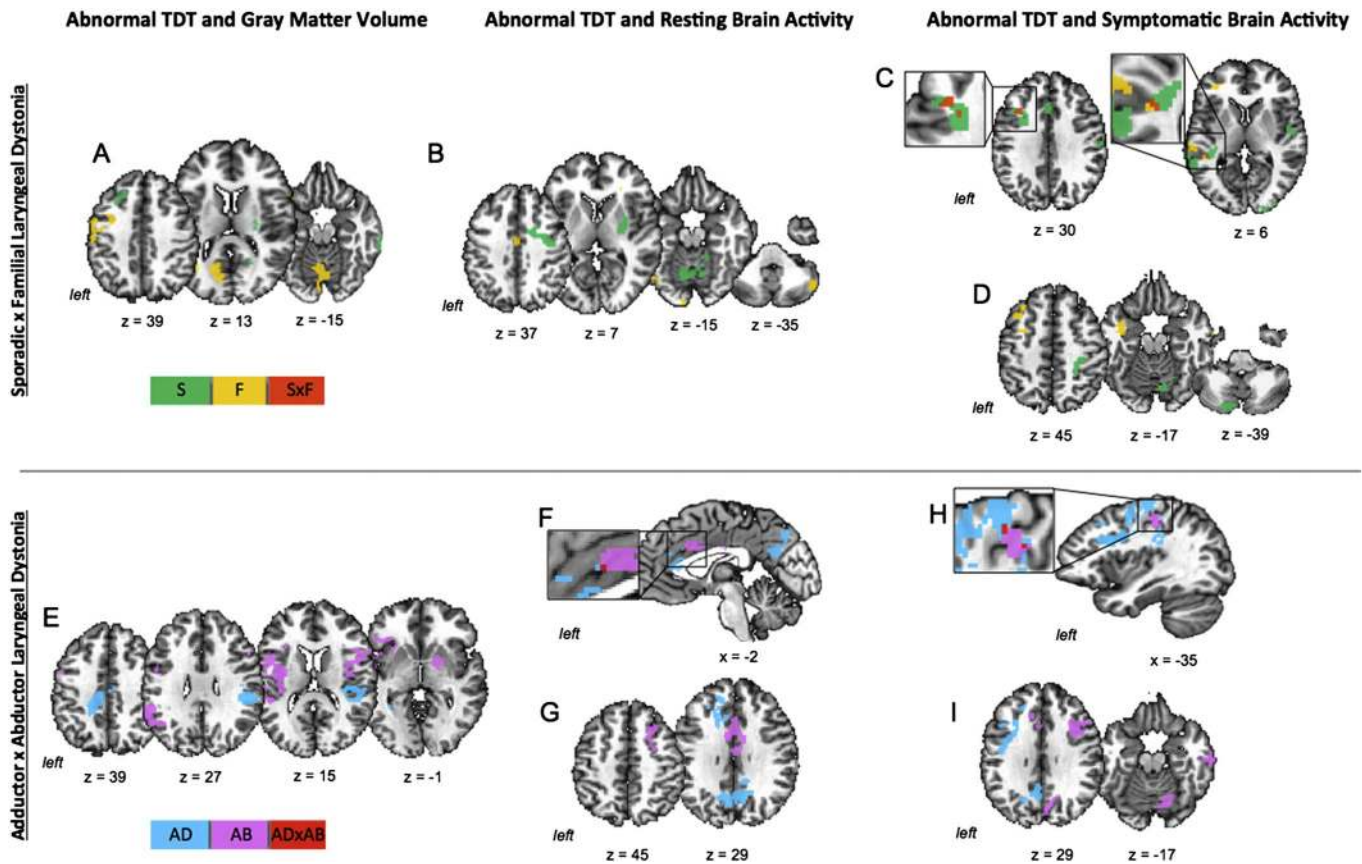 Abnormal TDT and Gray Matter Volume
Abnormal TDT and Resting Brain Activity
Abnormal TDT and Symptomatic Brain Activity
Sporadic x Familial Laryngeal Dystonia
A
left
z = 39 z = 13 z = -15
B
left
z = 37 z = 7 z = -15 z = -35
C
left
z = 30 z = 6
D
left
z = 45 z = -17 z = -39
S F SxF
Adductor x Abductor Laryngeal Dystonia
E
left
z = 39 z = 27 z = 15 z = -1
F
left
x = -2
G
left
z = 45 z = 29
H
left
x = -35
I
left
z = 29 z = -17
AD AB ADxAB